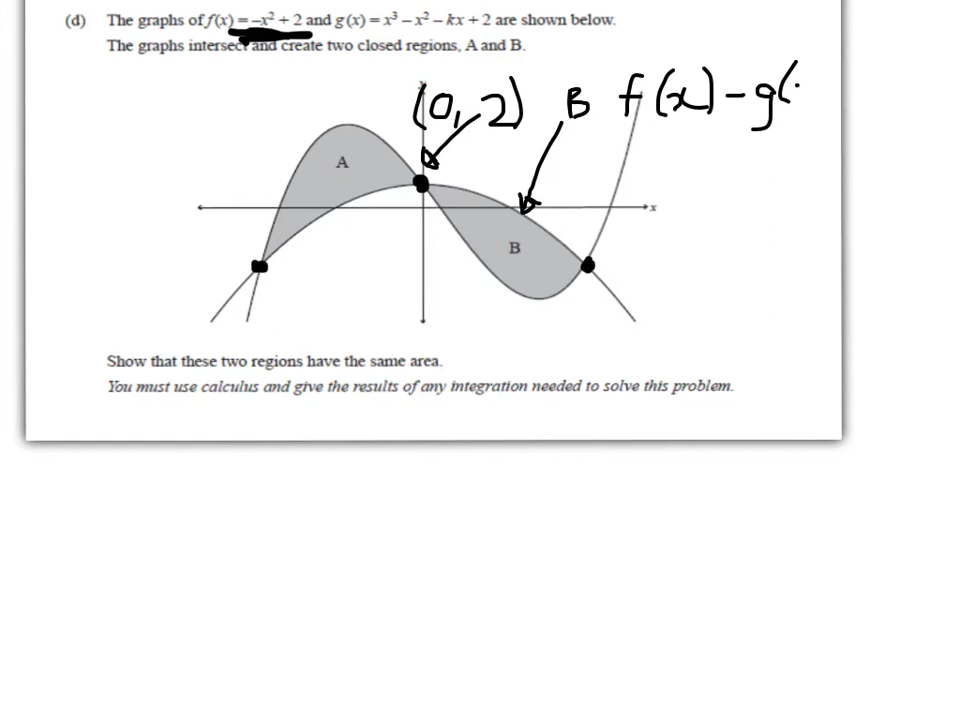 (d) The graphs of f(x) = –x² + 2 and g(x) = x³ – x² – kx + 2 are shown below.
The graphs intersect and create two closed regions, A and B.
(0, 2) B f(x) - g(
A
x
B
Show that these two regions have the same area.
You must use calculus and give the results of any integration needed to solve this problem.